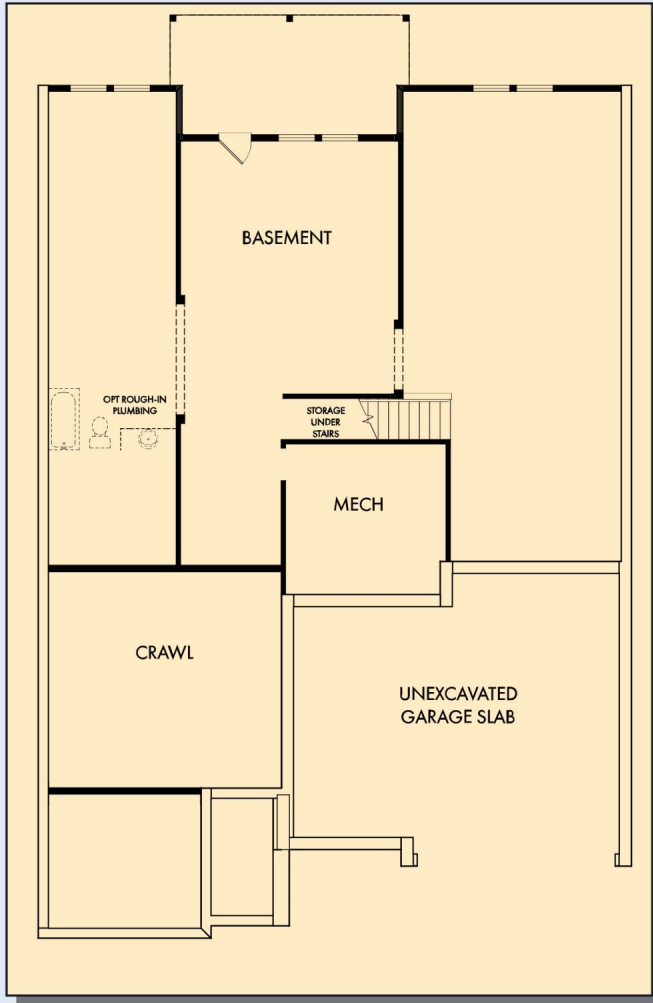 BASEMENT
OPT ROUGH-IN
PLUMBING
STORAGE
UNDER
STAIRS
MECH
CRAWL
UNEXCAVATED
GARAGE SLAB